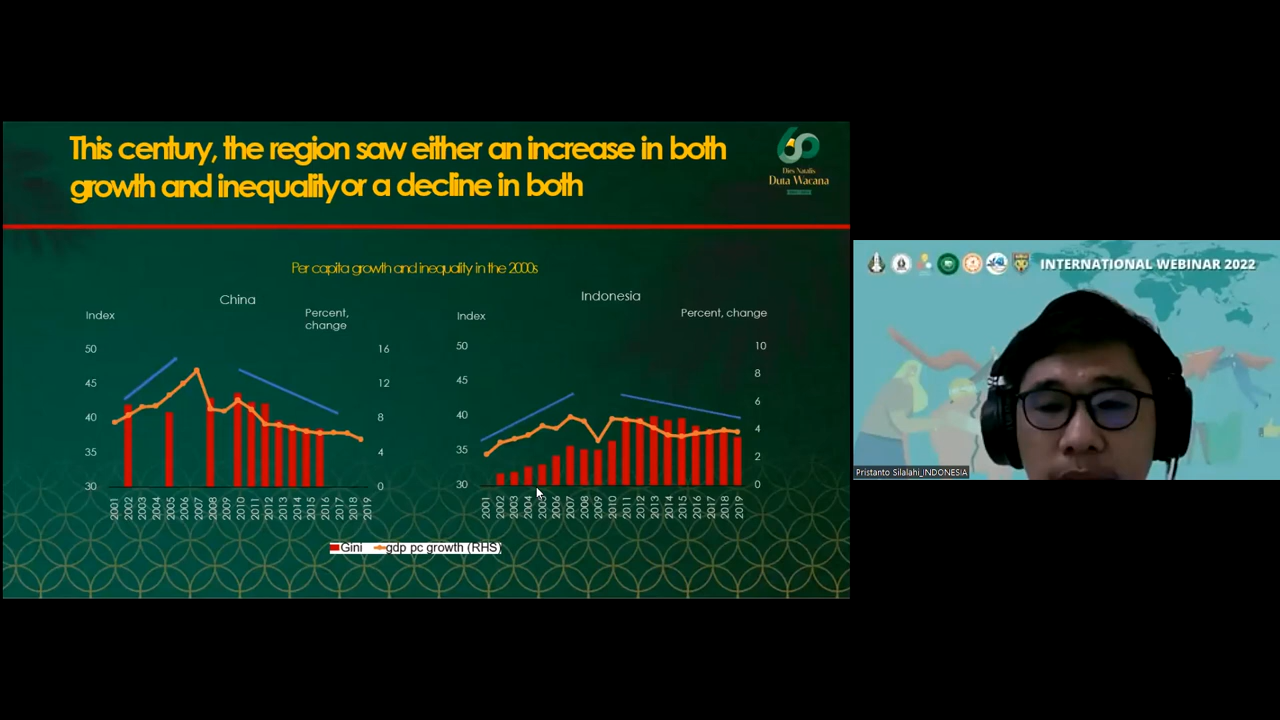 This century, the region saw either an increase in both
growth and inequality or a decline in both
Dies Natalis
Duta Wacana
Per capita growth and inequality in the 2000s
China
Index
Percent,
change
50
45
40
35
30
16
12
8
4
0
2001 2002 2003 2004 2005 2006 2007 2008 2009 2010 2011 2012 2013 2014 2015 2016 2017 2018 2019
Indonesia
Index
Percent, change
50
45
40
35
30
10
8
6
4
2
0
2001 2002 2003 2004 2005 2006 2007 2008 2009 2010 2011 2012 2013 2014 2015 2016 2017 2018 2019
Gini gdp pc growth (RHS)
INTERNATIONAL WEBINAR 2022
Pristanto Silalahi_INDONESIA